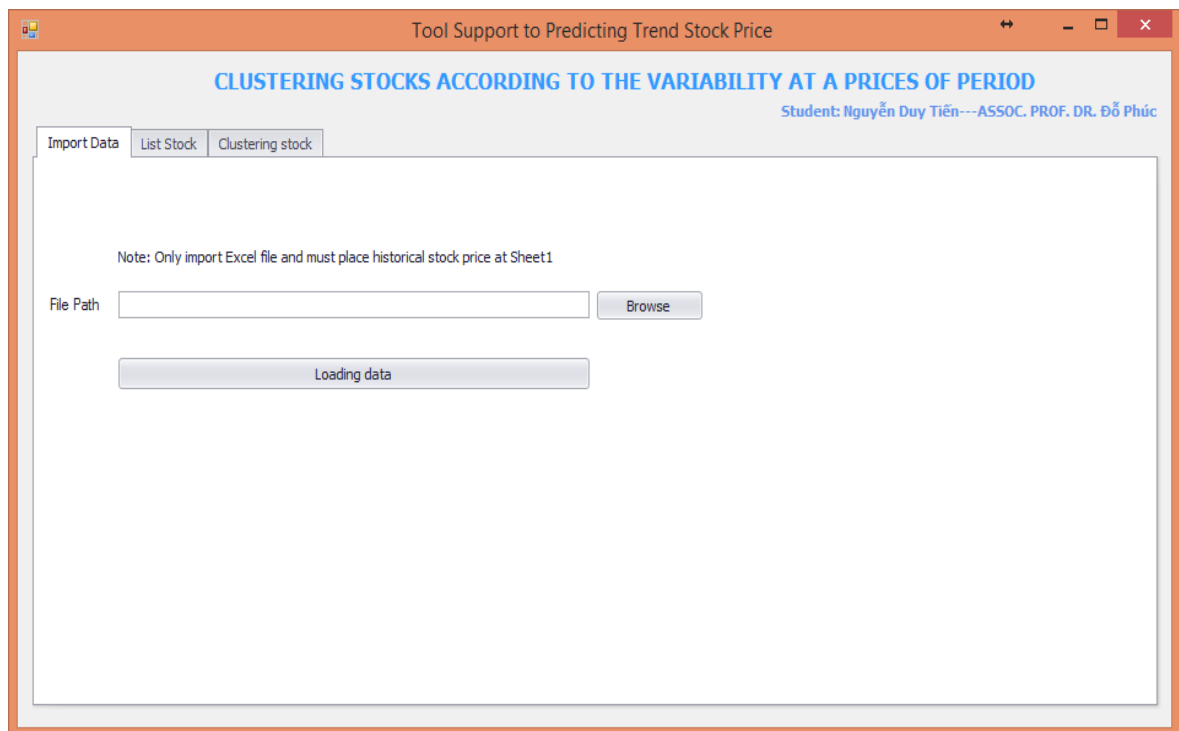 Tool Support to Predicting Trend Stock Price
CLUSTERING STOCKS ACCORDING TO THE VARIABILITY AT A PRICES OF PERIOD
Student: Nguyễn Duy Tiến---ASSOC. PROF. DR. Đỗ Phúc
Import Data List Stock Clustering stock
Note: Only import Excel file and must place historical stock price at Sheet1
File Path Browse
Loading data